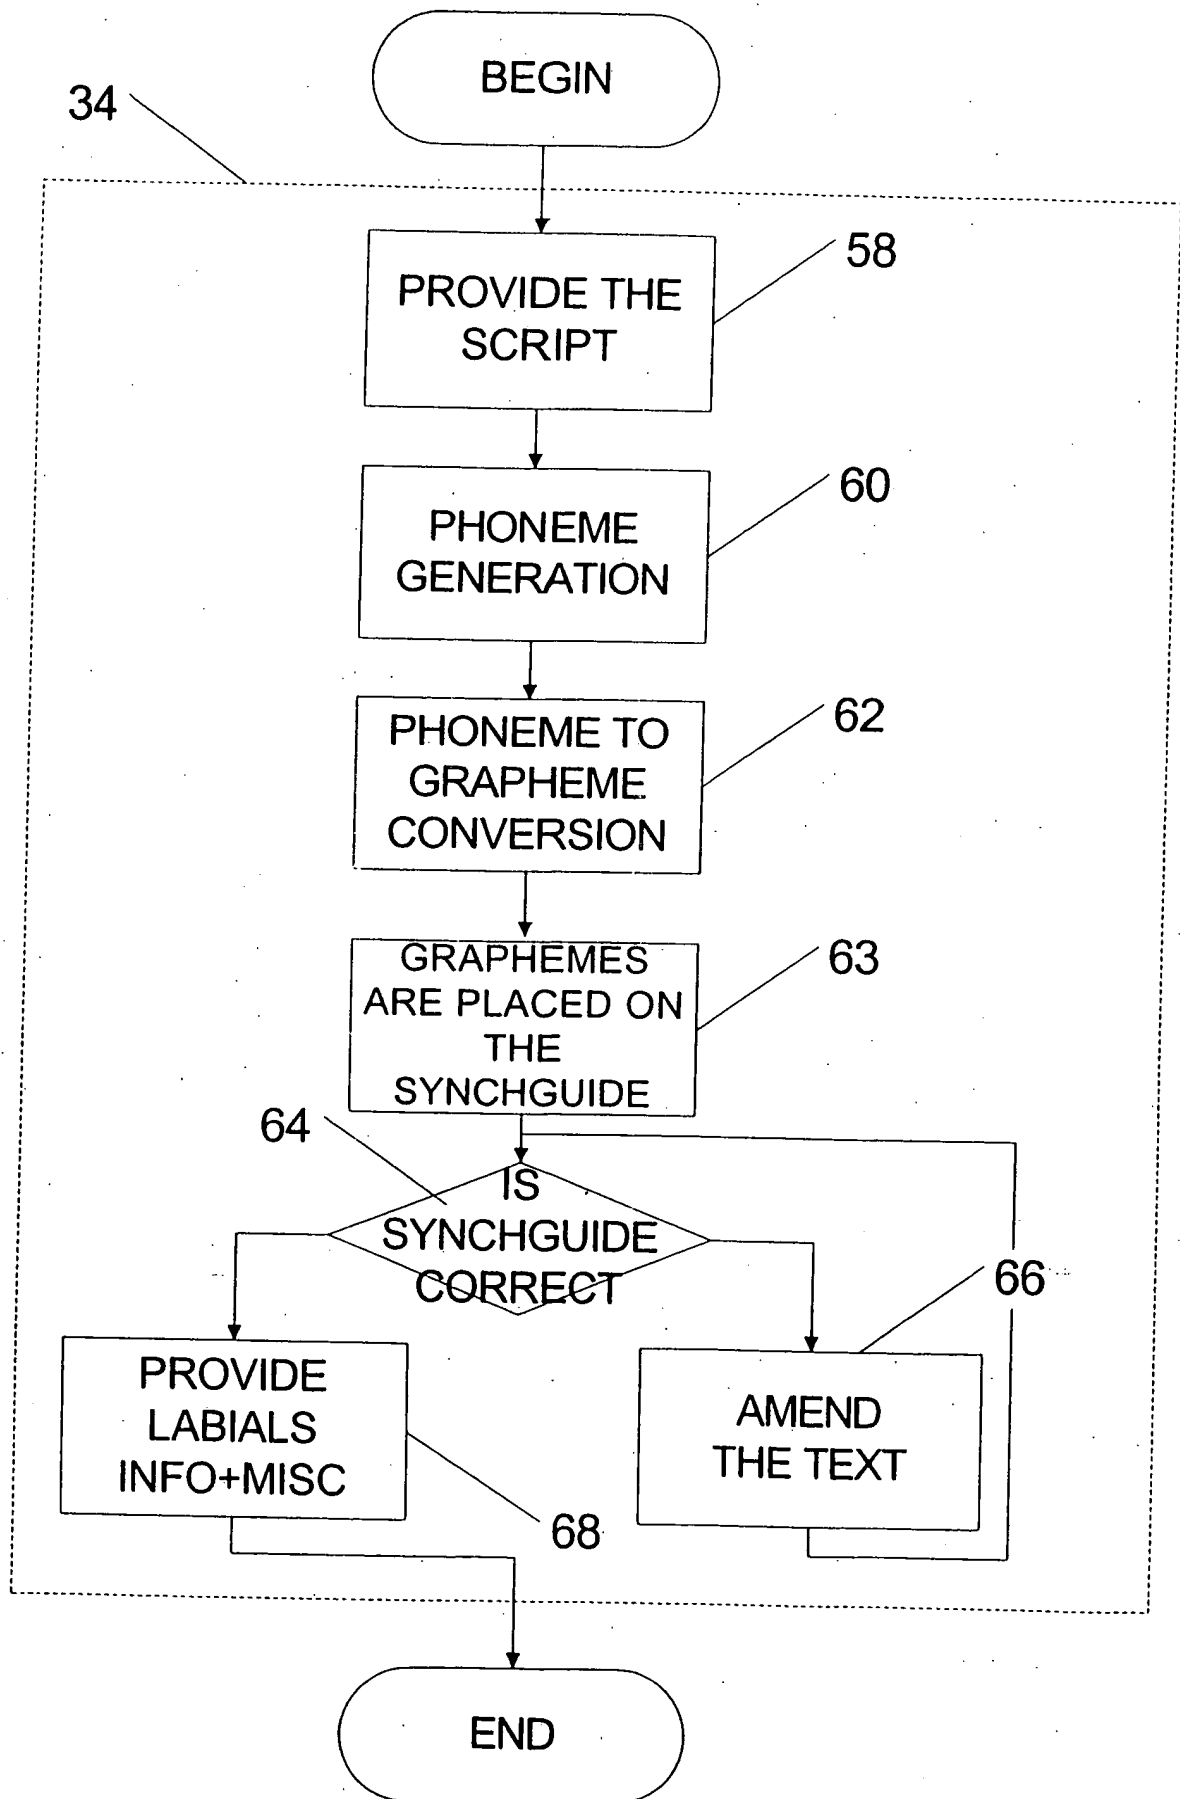 BEGIN
34
PROVIDE THE
SCRIPT
58
PHONEME
GENERATION
60
PHONEME TO
GRAPHEME
CONVERSION
62
GRAPHEMES
ARE PLACED ON
THE
SYNCHGUIDE
63
64
IS
SYNCHGUIDE
CORRECT
66
PROVIDE
LABIALS
INFO+MISC
68
AMEND
THE TEXT
END